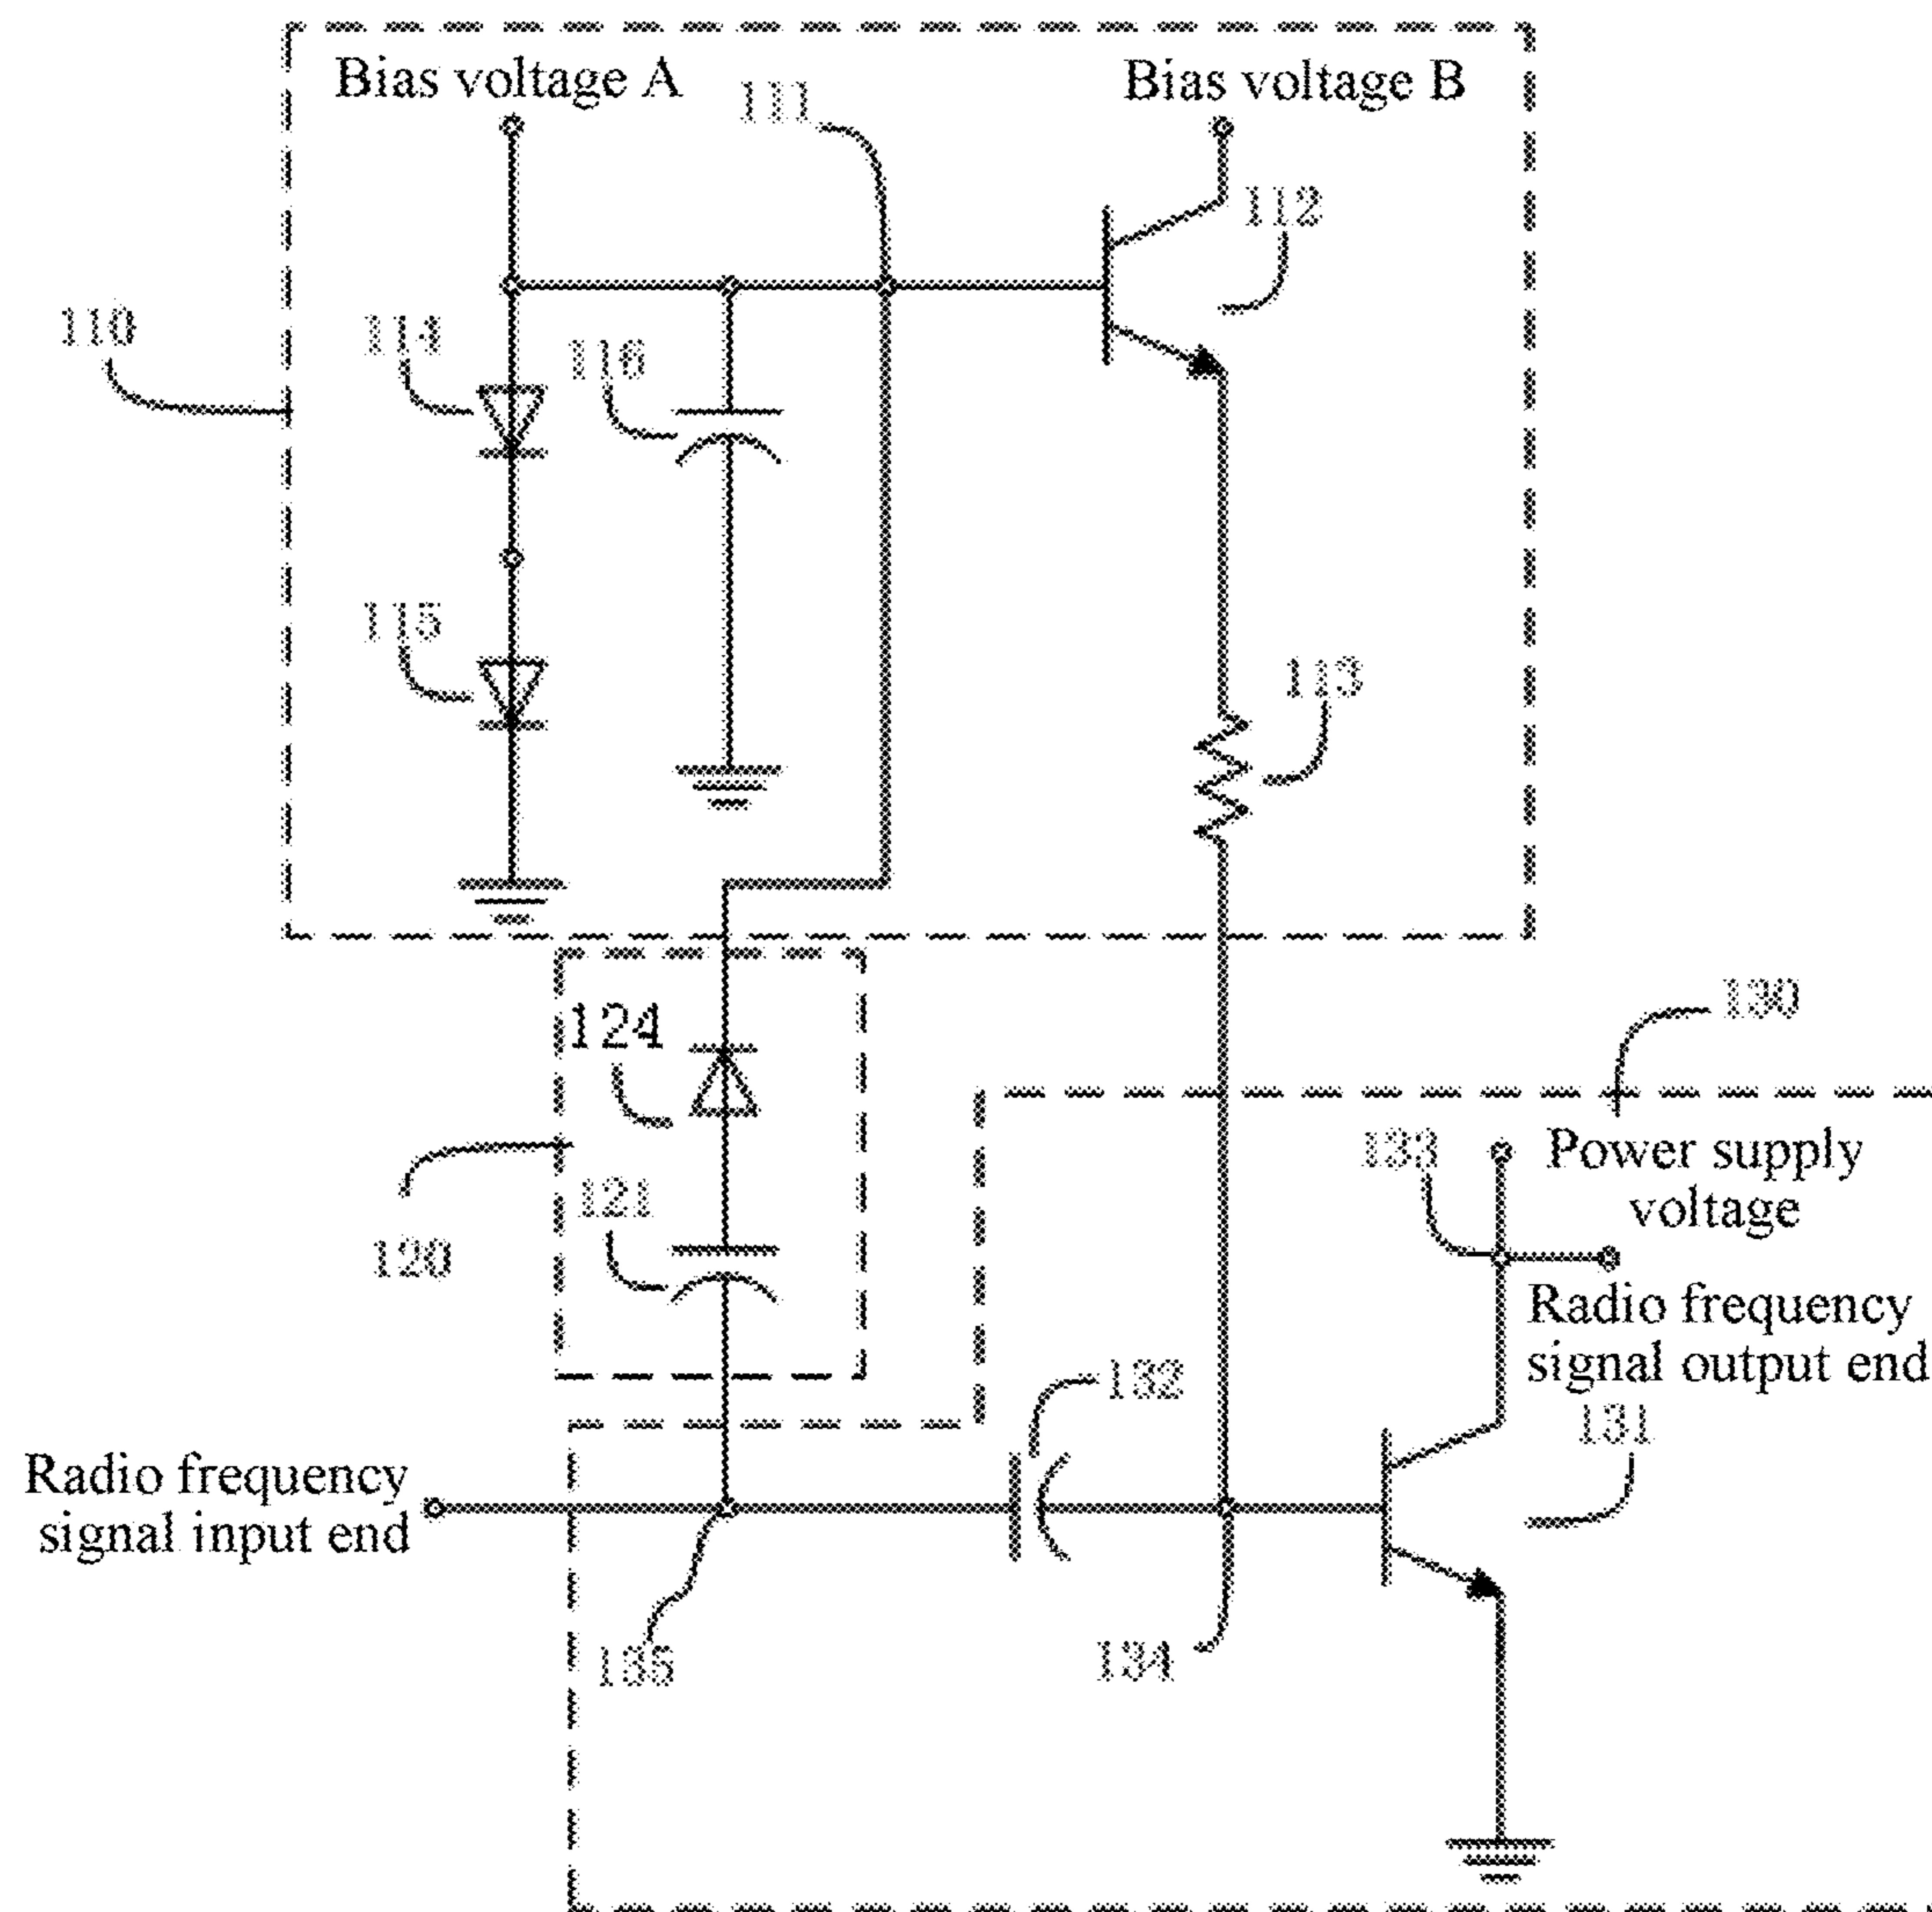 Bias voltage A
111
Bias voltage B
112
110
114
116
115
113
124
130
133
Power supply
voltage
121
120
Radio frequency
signal output end
132
131
Radio frequency
signal input end
135
134